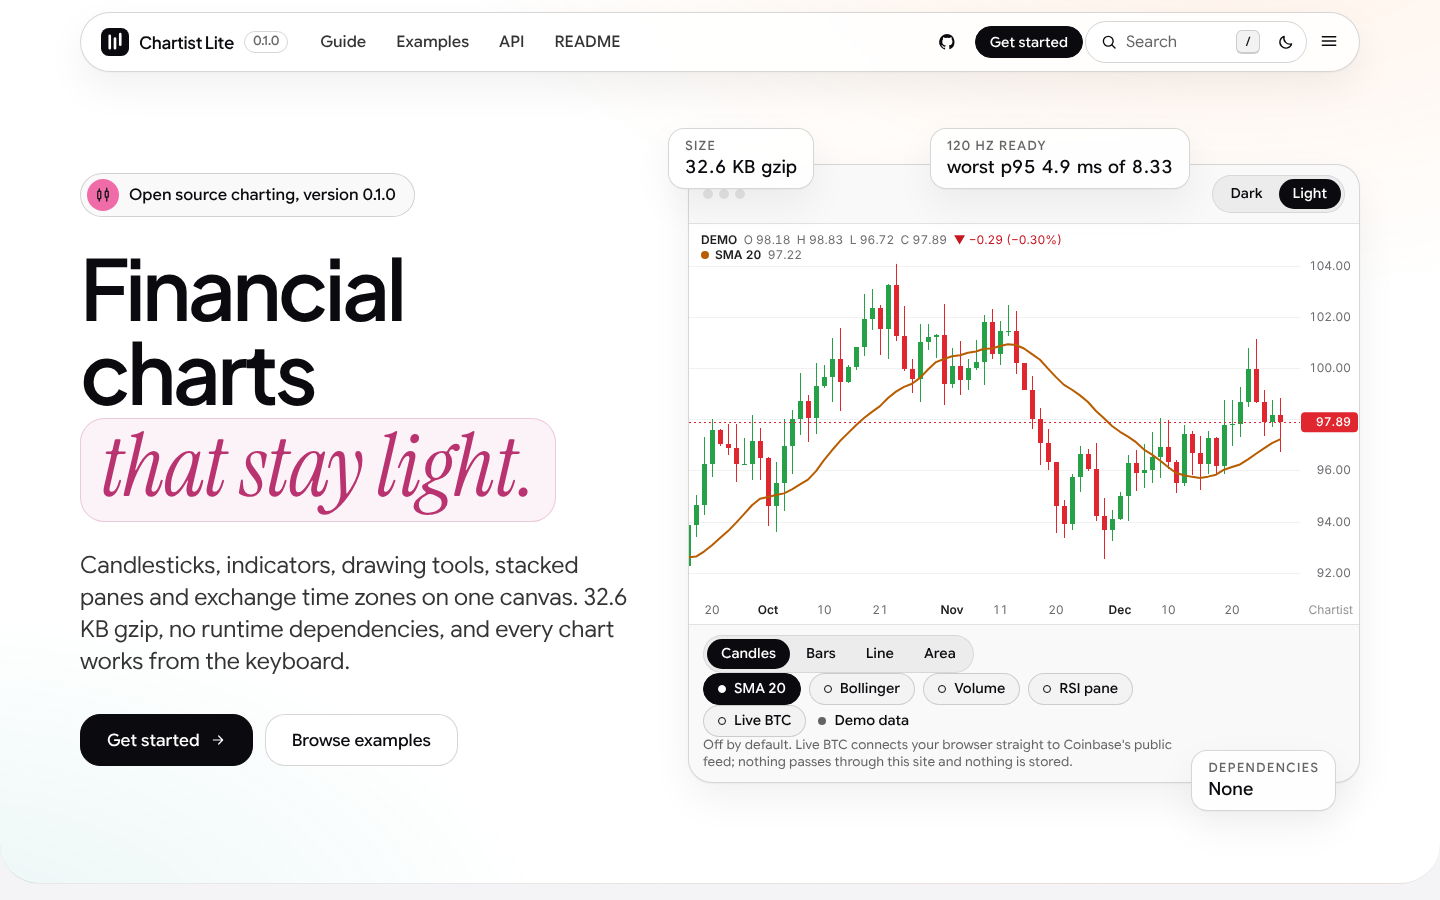 Chartist Lite 0.1.0 Guide Examples API README Get started Search /
SIZE
32.6 KB gzip
120 HZ READY
worst p95 4.9 ms of 8.33
Open source charting, version 0.1.0
Financial
charts
that stay light.
Candlesticks, indicators, drawing tools, stacked
panes and exchange time zones on one canvas. 32.6
KB gzip, no runtime dependencies, and every chart
works from the keyboard.
Get started →
Browse examples
Dark Light
DEMO O 98.18 H 98.83 L 96.72 C 97.89 ▼ −0.29 (−0.30%)
SMA 20 97.22
104.00
102.00
100.00
97.89
96.00
94.00
92.00
20 Oct 10 21 Nov 11 20 Dec 10 20 Chartist
Candles Bars Line Area
SMA 20 Bollinger Volume RSI pane
Live BTC Demo data
Off by default. Live BTC connects your browser straight to Coinbase's public
feed; nothing passes through this site and nothing is stored.
DEPENDENCIES
None